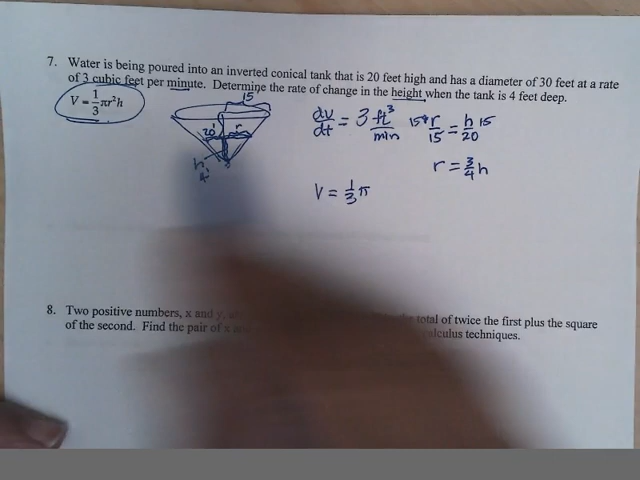 7. Water is being poured into an inverted conical tank that is 20 feet high and has a diameter of 30 feet at a rate
of 3 cubic feet per minute. Determine the rate of change in the height when the tank is 4 feet deep.
V = 1/3 πr²h
15
20'
r
h
4'
dv/dt = 3 ft³/min
15• r/15 = h/20 15
r = 3/4 h
V = 1/3 π
8. Two positive numbers, x and y, total of twice the first plus the square
of the second. Find the pair of x calculus techniques.